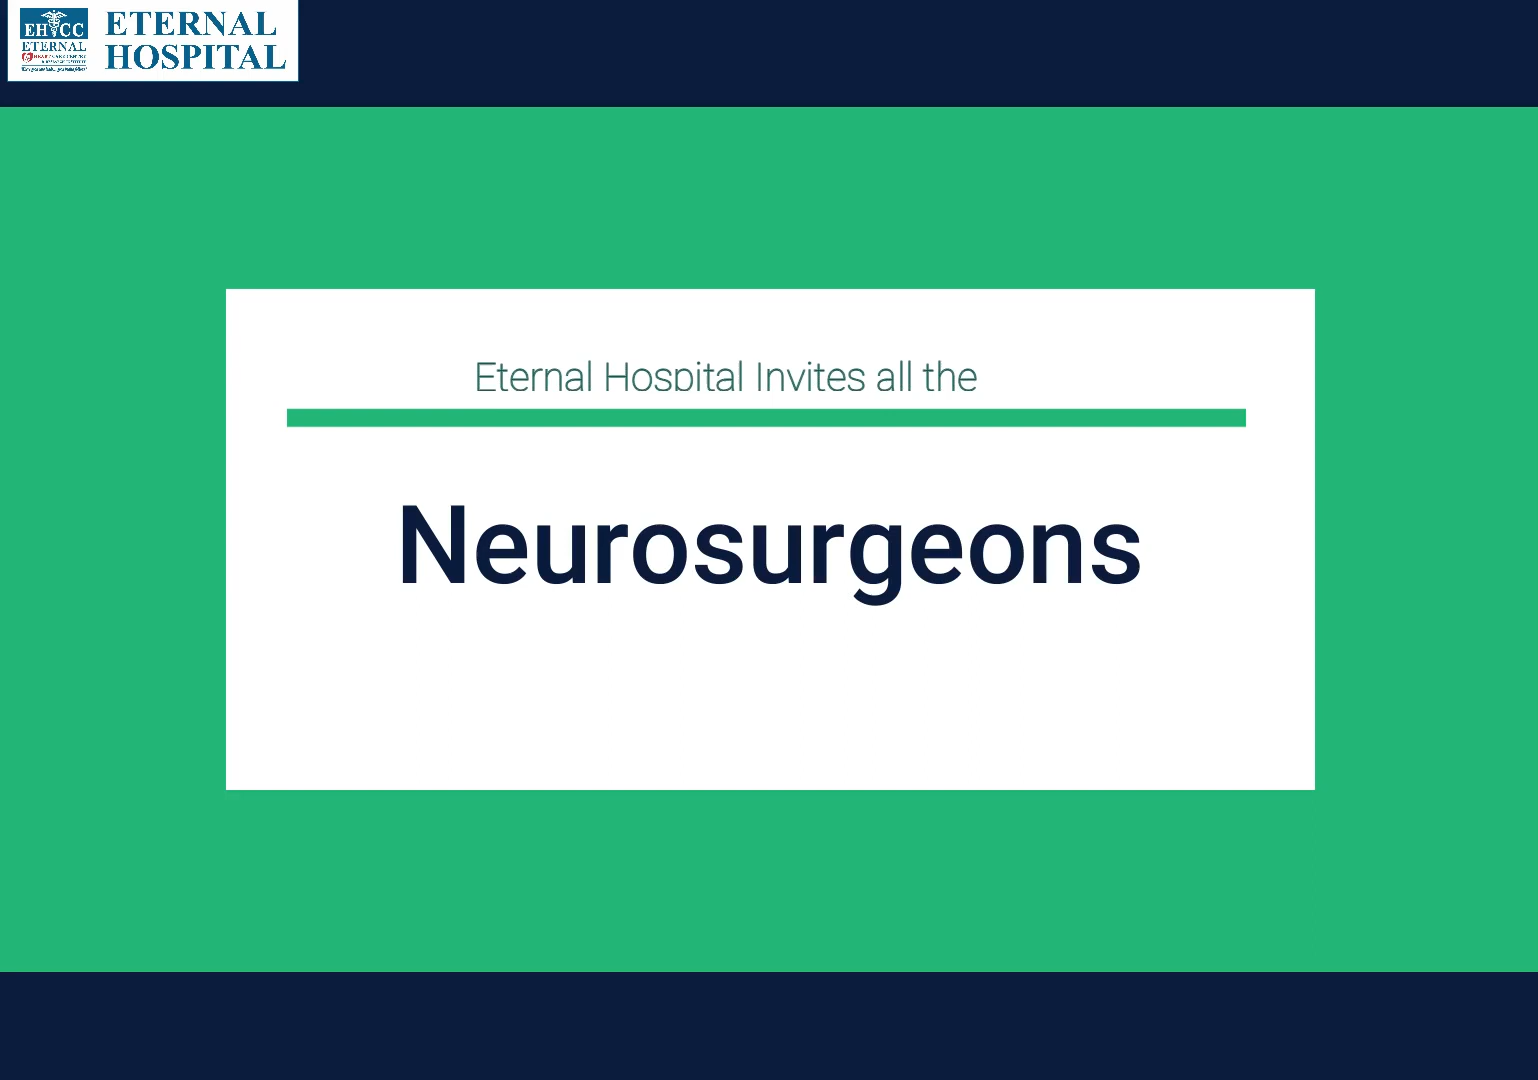 EHCC
ETERNAL
ETERNAL
HOSPITAL
Eternal Hospital Invites all the
Neurosurgeons